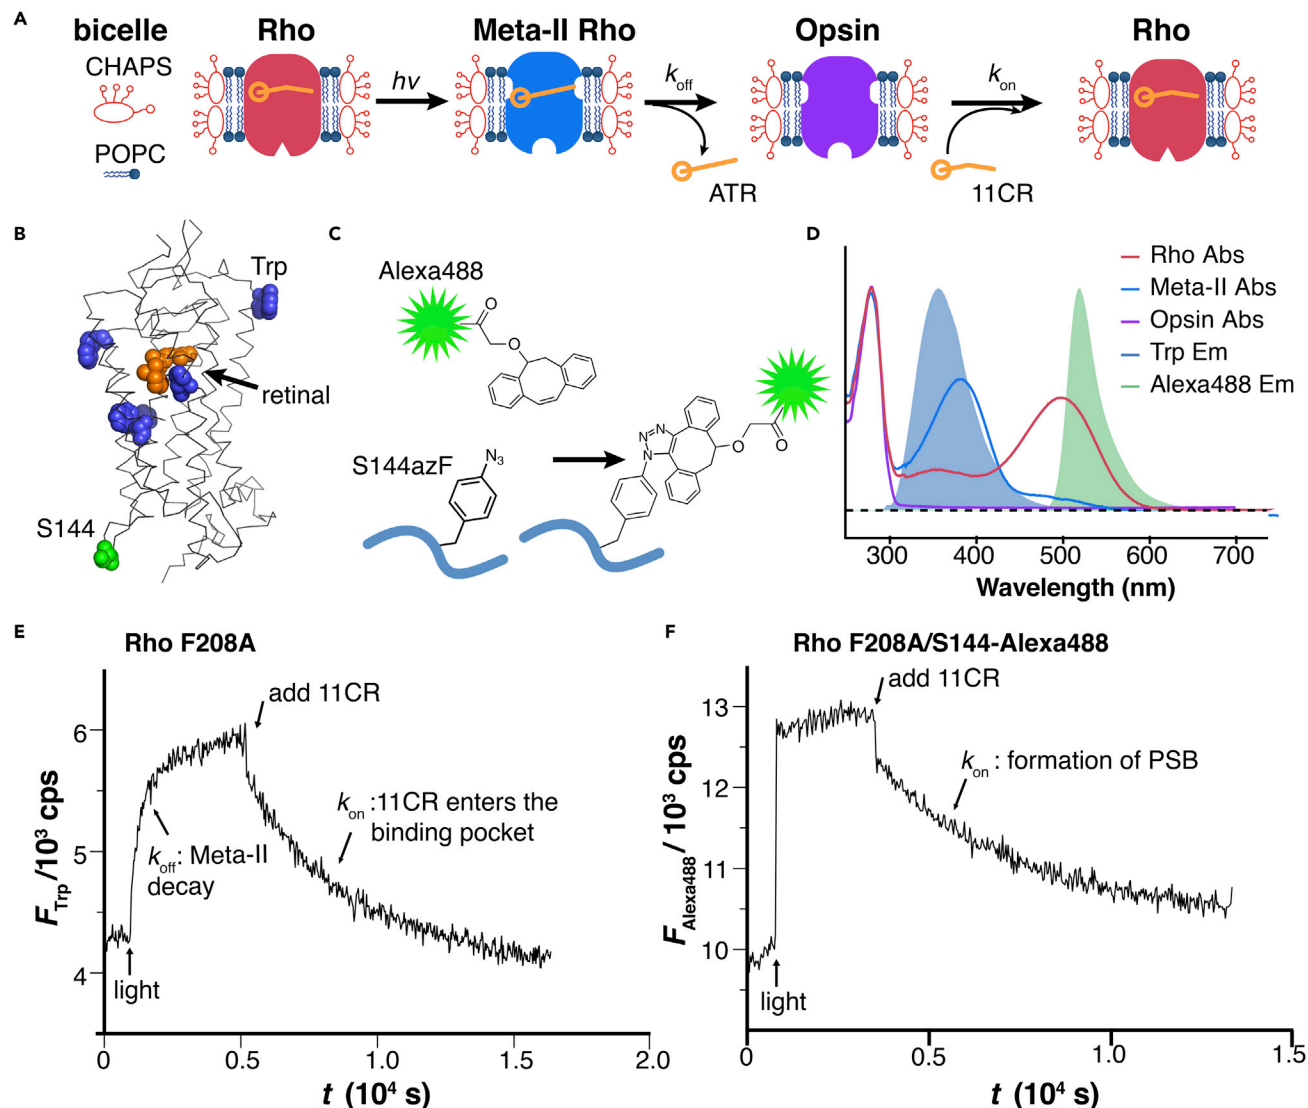 A
bicelle
Rho
Meta-II Rho
Opsin
Rho
CHAPS
POPC
hv
koff
ATR
kon
11CR
B
Trp
retinal
S144
C
Alexa488
O
O
S144azF
N3
N
N
N
O
O
D
Rho Abs
Meta-II Abs
Opsin Abs
Trp Em
Alexa488 Em
300 400 500 600 700
Wavelength (nm)
E
Rho F208A
FTrp /10³ cps
6
5
4
add 11CR
kon :11CR enters the
binding pocket
koff: Meta-II
decay
light
0 0.5 1.0 1.5 2.0
t (10⁴ s)
F
Rho F208A/S144-Alexa488
FAlexa488 / 10³ cps
13
12
11
10
add 11CR
kon : formation of PSB
light
0 0.5 1.0 1.5
t (10⁴ s)